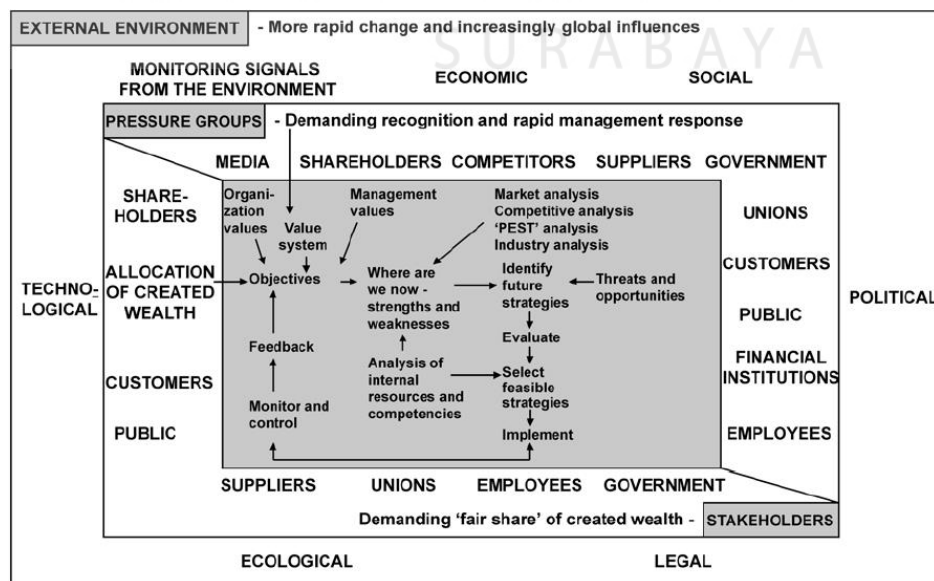 EXTERNAL ENVIRONMENT - More rapid change and increasingly global influences
SURABAYA
MONITORING SIGNALS
FROM THE ENVIRONMENT
ECONOMIC
SOCIAL
PRESSURE GROUPS - Demanding recognition and rapid management response
MEDIA SHAREHOLDERS COMPETITORS SUPPLIERS GOVERNMENT
SHARE-
HOLDERS
ALLOCATION
OF CREATED
WEALTH
CUSTOMERS
PUBLIC
TECHNO-
LOGICAL
Organi-
zation
values
Value
system
Management
values
Market analysis
Competitive analysis
‘PEST’ analysis
Industry analysis
Objectives
Where are
we now -
strengths and
weaknesses
Identify
future
strategies
Threats and
opportunities
Feedback
Evaluate
Analysis of
internal
resources and
competencies
Select
feasible
strategies
Monitor and
control
Implement
UNIONS
CUSTOMERS
PUBLIC
FINANCIAL
INSTITUTIONS
EMPLOYEES
POLITICAL
SUPPLIERS UNIONS EMPLOYEES GOVERNMENT
Demanding ‘fair share’ of created wealth - STAKEHOLDERS
ECOLOGICAL
LEGAL